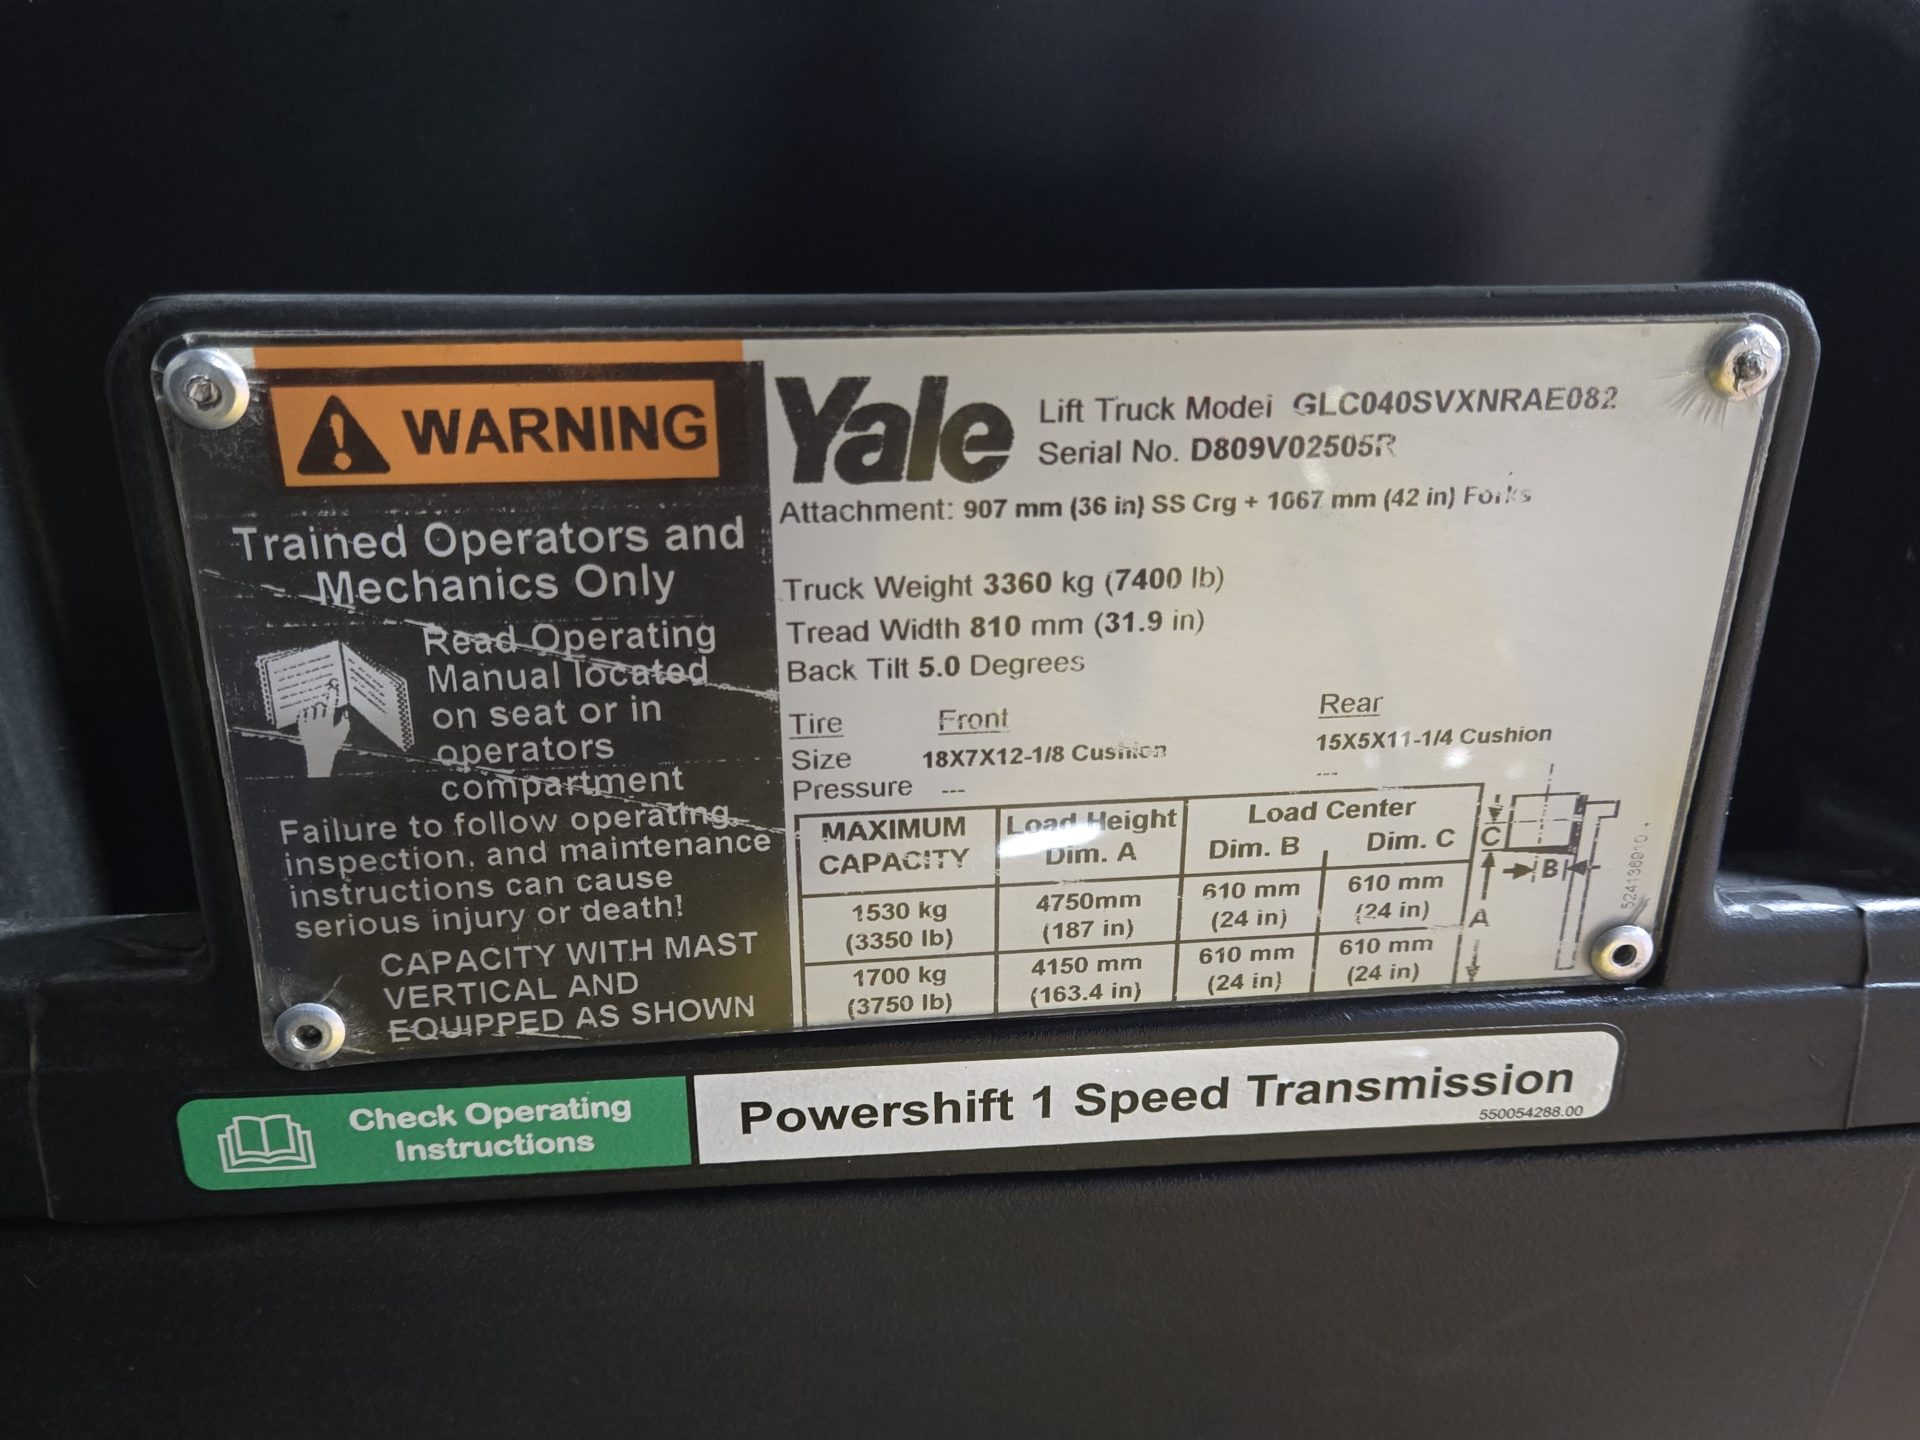 WARNING
Trained Operators and
Mechanics Only
Read Operating
Manual located
on seat or in
operators
compartment
Failure to follow operating,
inspection, and maintenance
instructions can cause
serious injury or death!
CAPACITY WITH MAST
VERTICAL AND
EQUIPPED AS SHOWN
Yale
Lift Truck Model GLC040SVXNRAE082
Serial No. D809V02505R
Attachment: 907 mm (36 in) SS Crg + 1067 mm (42 in) Forks
Truck Weight 3360 kg (7400 lb)
Tread Width 810 mm (31.9 in)
Back Tilt 5.0 Degrees
Tire Front Rear
Size 18X7X12-1/8 Cushion 15X5X11-1/4 Cushion
Pressure --- ---
MAXIMUM CAPACITY Load Height Dim. A Load Center Dim. B Dim. C
1530 kg 4750mm 610 mm 610 mm
(3350 lb) (187 in) (24 in) (24 in)
1700 kg 4150 mm 610 mm 610 mm
(3750 lb) (163.4 in) (24 in) (24 in)
C
B
A
524136910
Check Operating
Instructions
Powershift 1 Speed Transmission
550054288.00